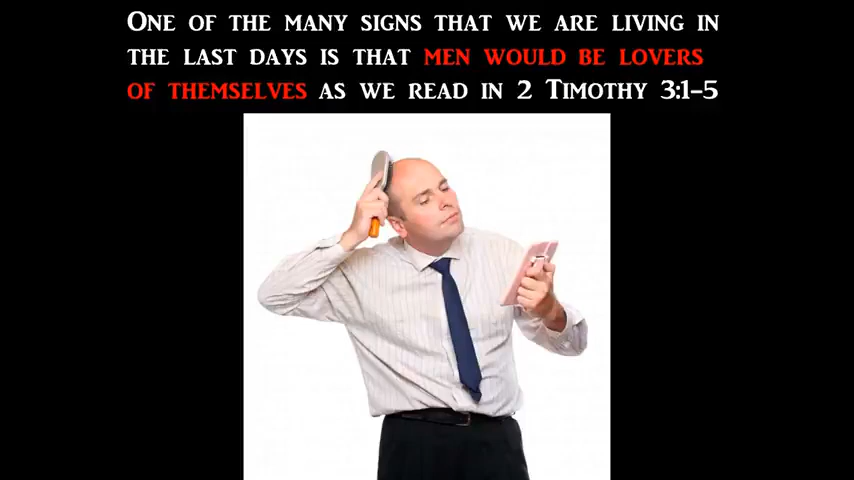 One of the many signs that we are living in
the last days is that men would be lovers
of themselves as we read in 2 Timothy 3:1-5